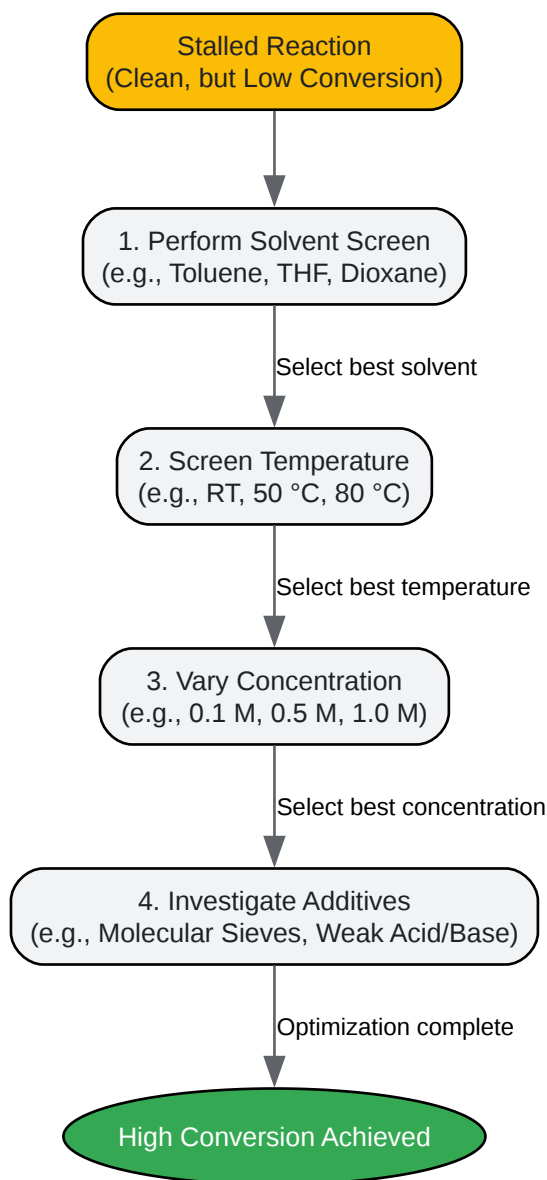 Stalled Reaction
(Clean, but Low Conversion)
1. Perform Solvent Screen
(e.g., Toluene, THF, Dioxane)
Select best solvent
2. Screen Temperature
(e.g., RT, 50 °C, 80 °C)
Select best temperature
3. Vary Concentration
(e.g., 0.1 M, 0.5 M, 1.0 M)
Select best concentration
4. Investigate Additives
(e.g., Molecular Sieves, Weak Acid/Base)
Optimization complete
High Conversion Achieved